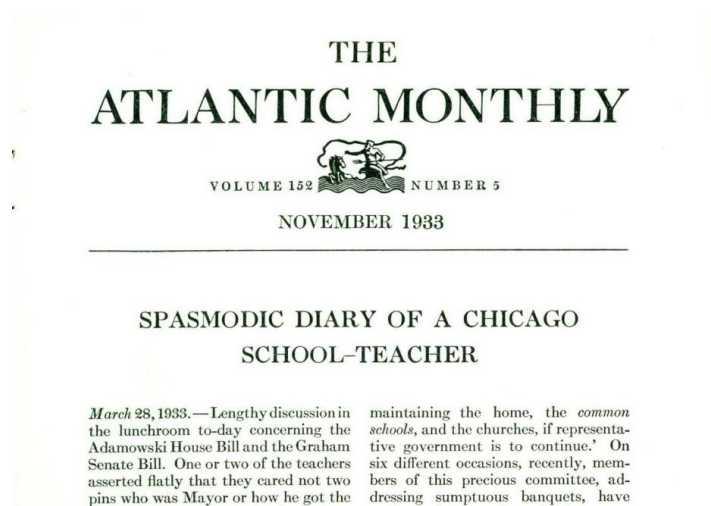 THE
ATLANTIC MONTHLY
VOLUME 152 NUMBER 5
NOVEMBER 1933
SPASMODIC DIARY OF A CHICAGO
SCHOOL–TEACHER
March 28, 1933.—Lengthy discussion in
the lunchroom to-day concerning the
Adamowski House Bill and the Graham
Senate Bill. One or two of the teachers
asserted flatly that they cared not two
pins who was Mayor or how he got the
maintaining the home, the common
schools, and the churches, if representa-
tive government is to continue.' On
six different occasions, recently, mem-
bers of this precious committee, ad-
dressing sumptuous banquets, have